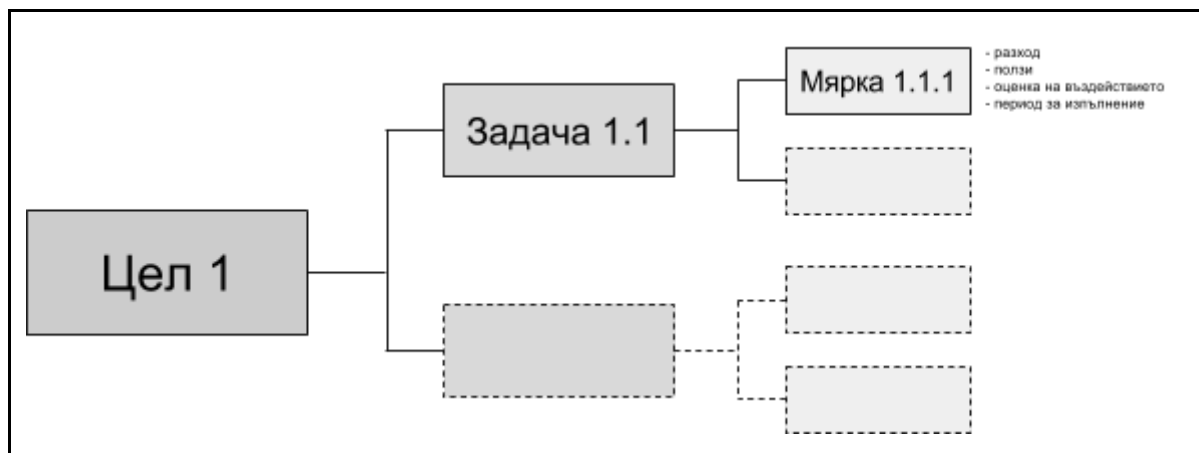 Цел 1
Задача 1.1
Мярка 1.1.1
- разход
- ползи
- оценка на въздействието
- период за изпълнение